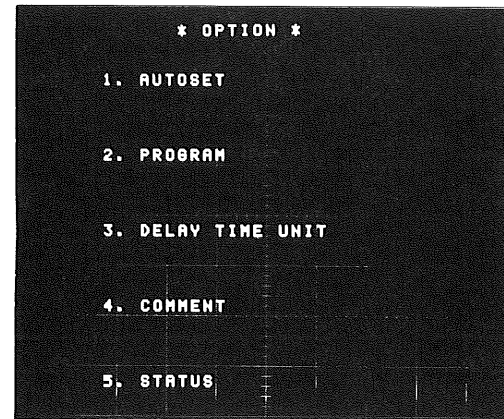 * OPTION *
1. AUTOSET
2. PROGRAM
3. DELAY TIME UNIT
4. COMMENT
5. STATUS